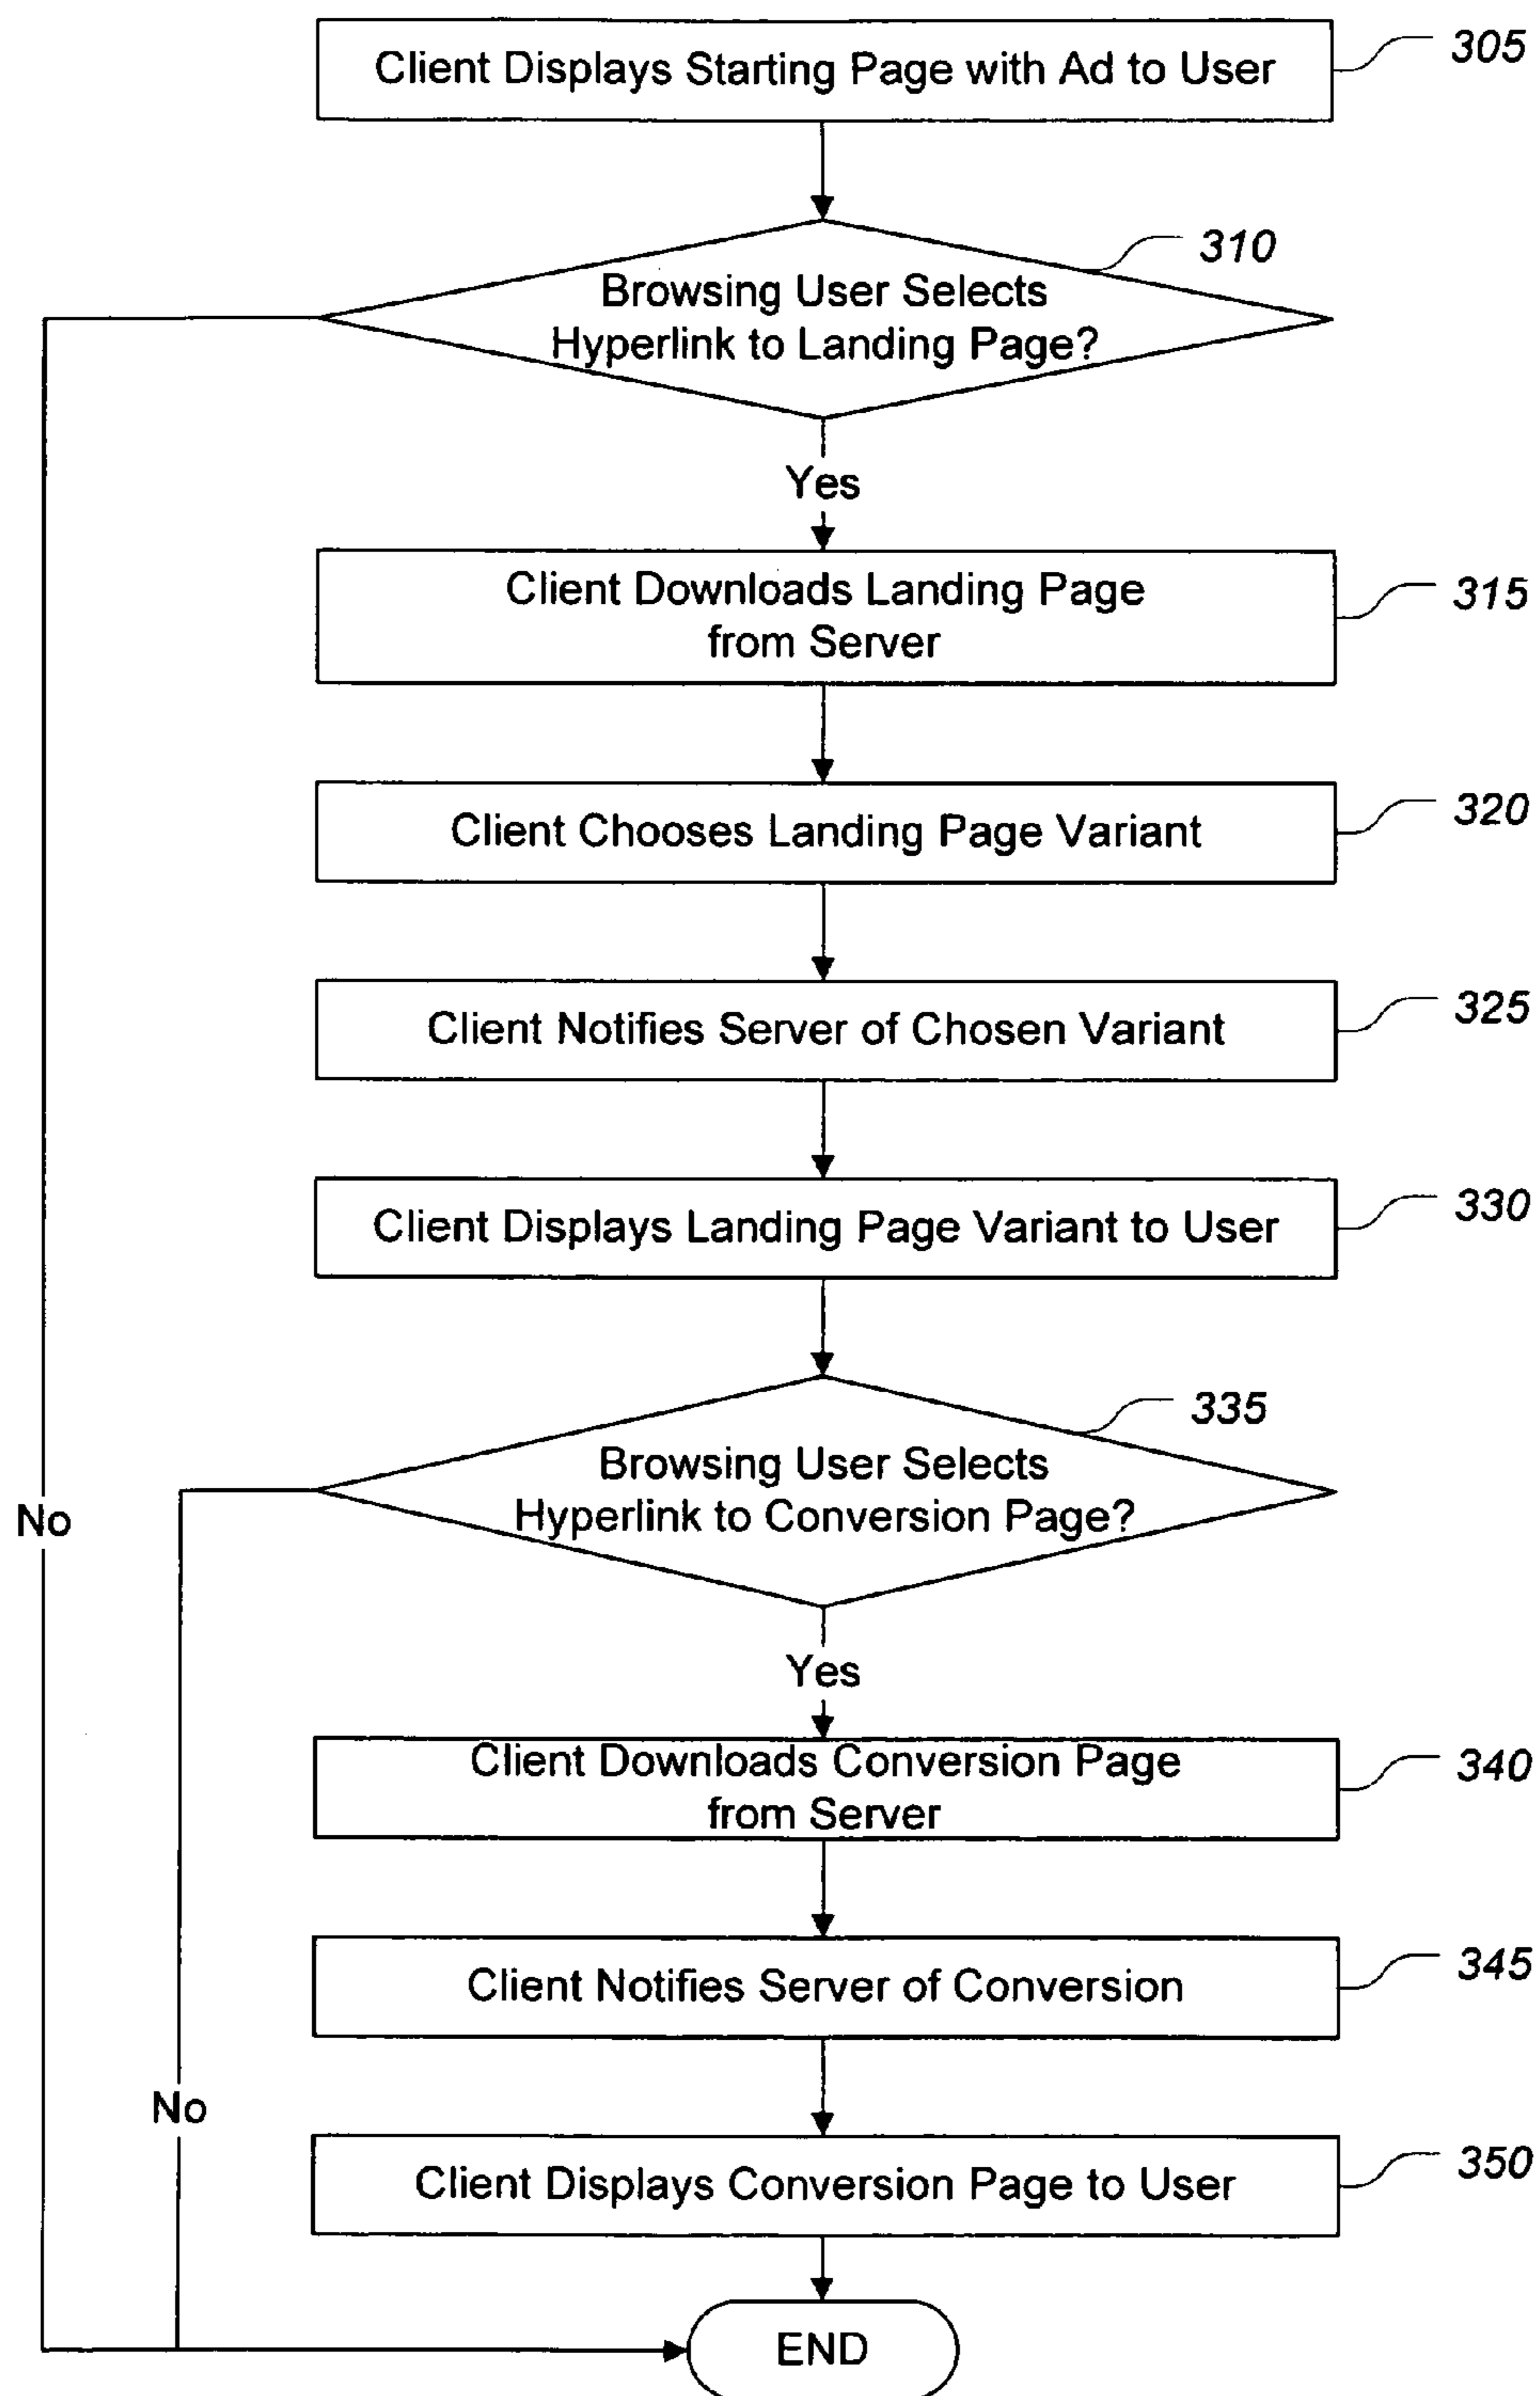 Client Displays Starting Page with Ad to User
305
310
Browsing User Selects
Hyperlink to Landing Page?
Yes
Client Downloads Landing Page
from Server
315
Client Chooses Landing Page Variant
320
Client Notifies Server of Chosen Variant
325
Client Displays Landing Page Variant to User
330
335
Browsing User Selects
Hyperlink to Conversion Page?
No
Yes
Client Downloads Conversion Page
from Server
340
Client Notifies Server of Conversion
345
No
Client Displays Conversion Page to User
350
END